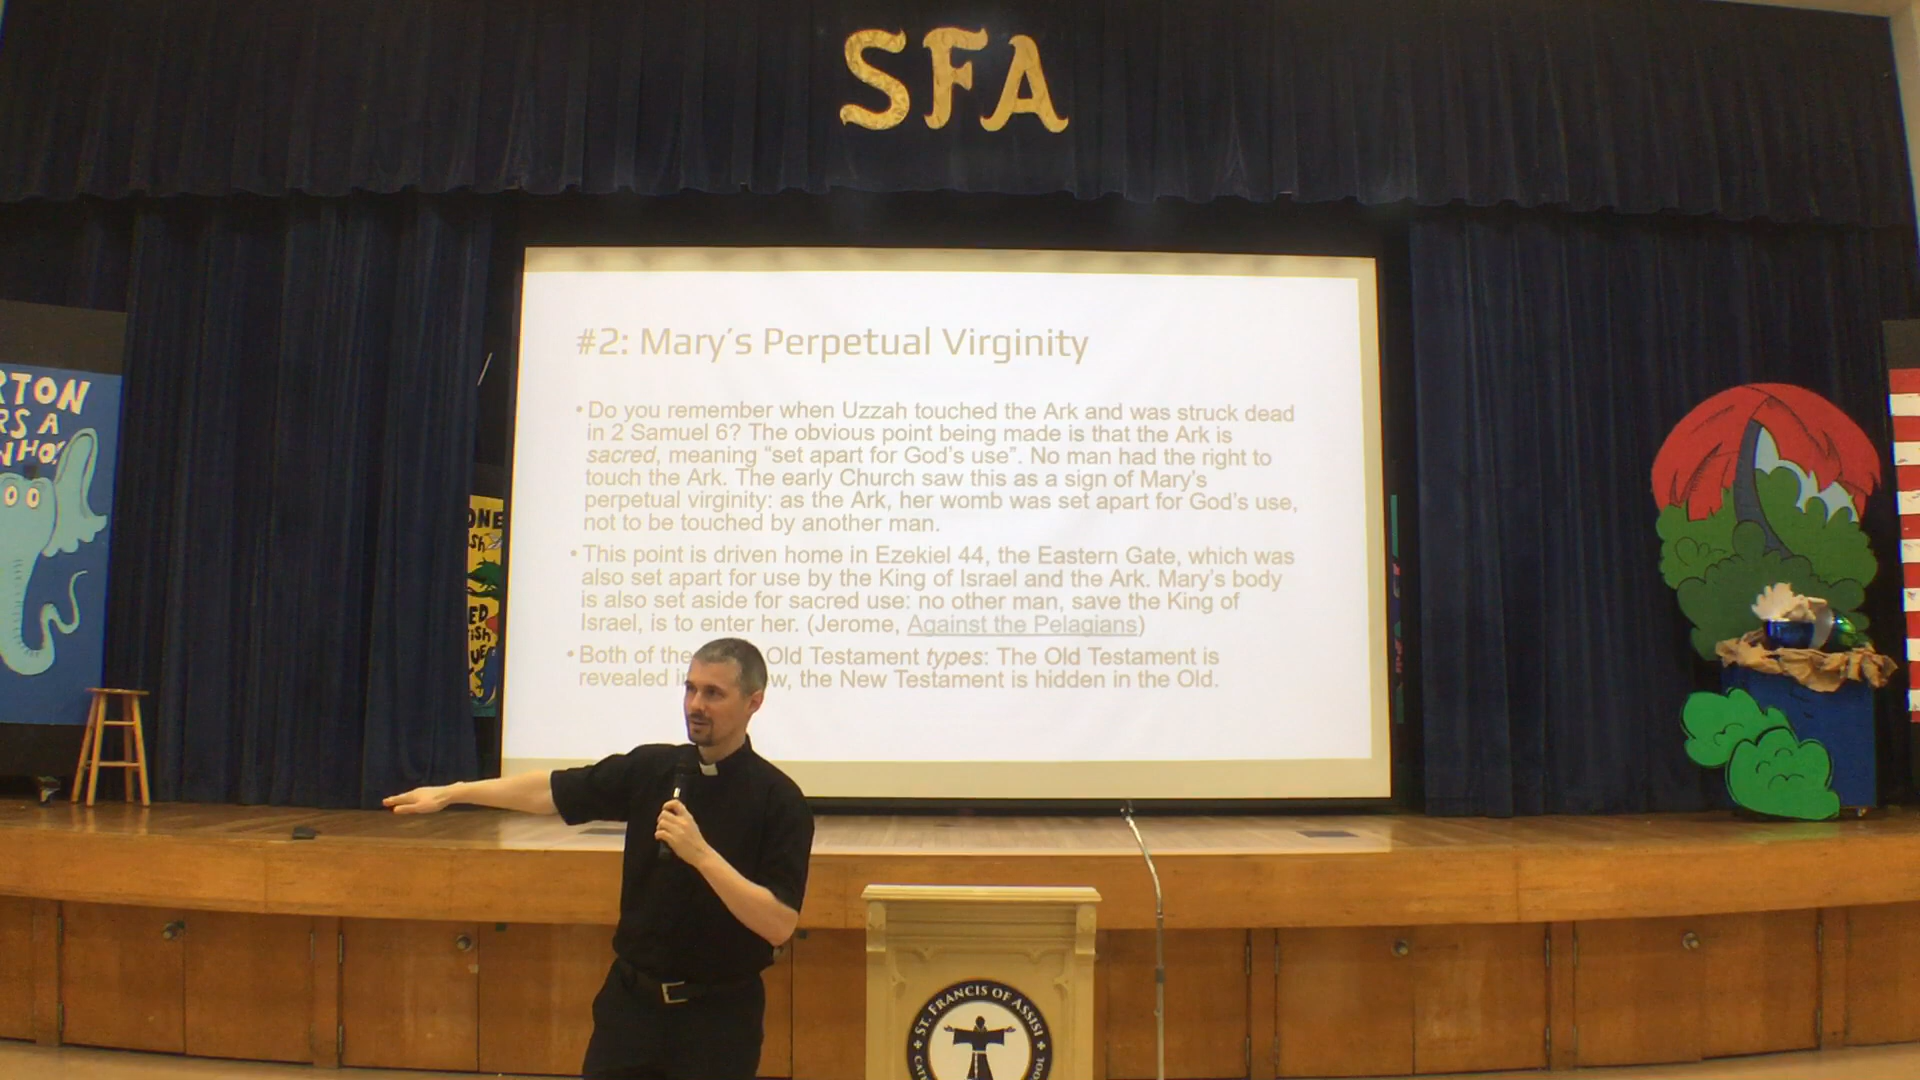 SFA
#2: Mary's Perpetual Virginity
• Do you remember when Uzzah touched the Ark and was struck dead
in 2 Samuel 6? The obvious point being made is that the Ark is
sacred, meaning “set apart for God's use”. No man had the right to
touch the Ark. The early Church saw this as a sign of Mary's
perpetual virginity: as the Ark, her womb was set apart for God's use,
not to be touched by another man.
• This point is driven home in Ezekiel 44, the Eastern Gate, which was
also set apart for use by the King of Israel and the Ark. Mary's body
is also set aside for sacred use: no other man, save the King of
Israel, is to enter her. (Jerome, Against the Pelagians)
• Both of the Old Testament types: The Old Testament is
revealed the New Testament is hidden in the Old.
RTON
RS A
ONE
ED
ST. FRANCIS OF ASSISI